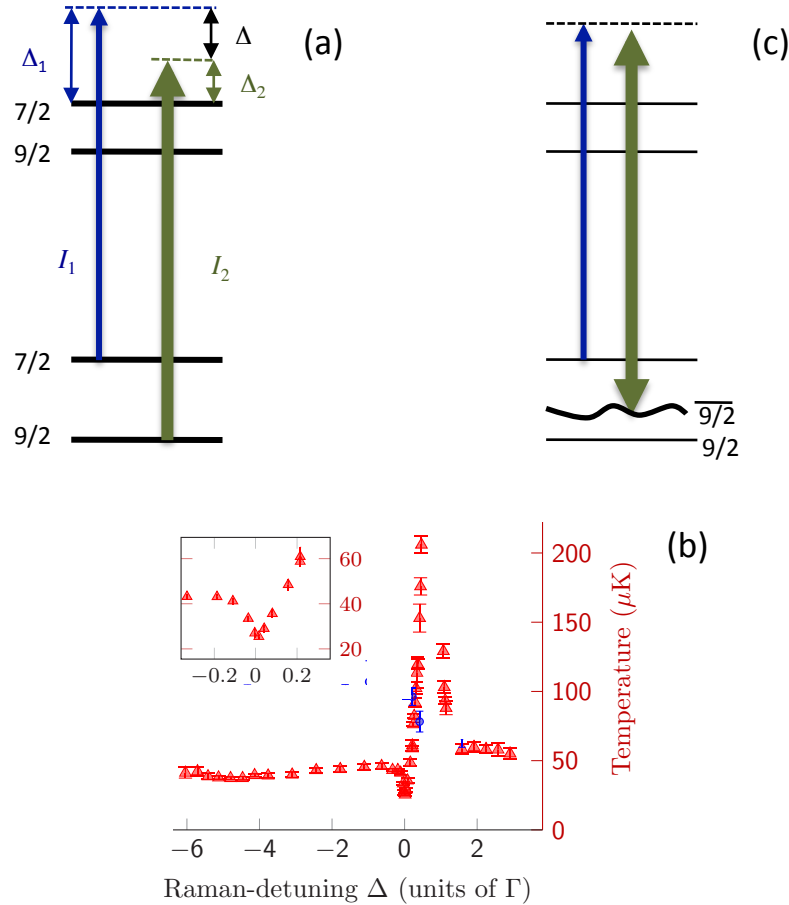 (a)
Δ₁
Δ
Δ₂
7/2
9/2
I₁
I₂
7/2
9/2
(c)
9/2
9/2
(b)
60
40
20
−0.2
0
0.2
200
150
100
50
0
Temperature (μK)
−6
−4
−2
0
2
Raman-detuning Δ (units of Γ)